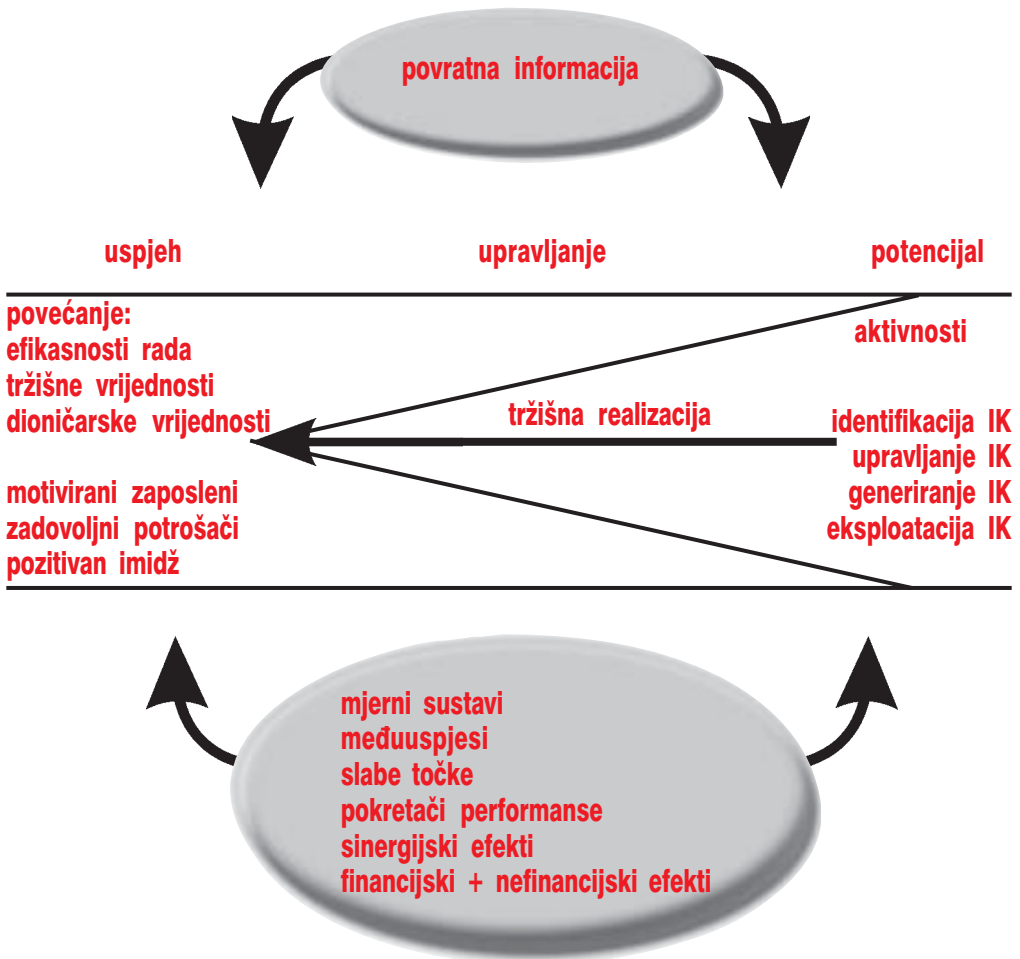 povratna informacija
uspjeh upravljanje potencijal
povećanje:
efikasnosti rada
tržišne vrijednosti
dioničarske vrijednosti
motivirani zaposleni
zadovoljni potrošači
pozitivan imidž
tržišna realizacija
aktivnosti
identifikacija IK
upravljanje IK
generiranje IK
eksploatacija IK
mjerni sustavi
međuuspjesi
slabe točke
pokretači performanse
sinergijski efekti
financijski + nefinancijski efekti